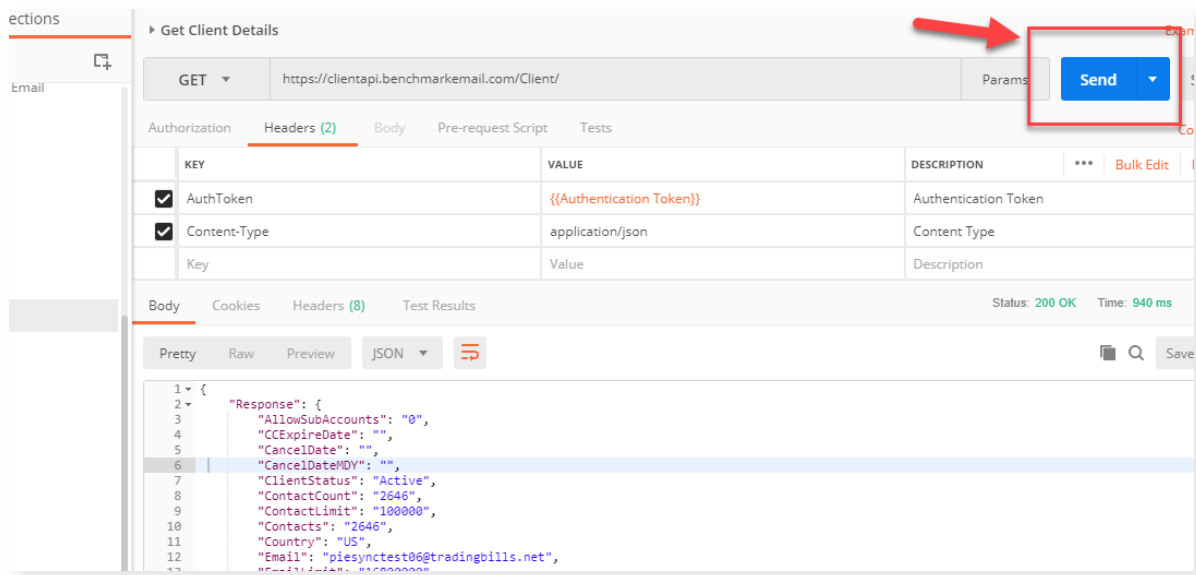 ections
Get Client Details
Exam
Email
GET https://clientapi.benchmarkemail.com/Client/ Params Send
Authorization Headers (2) Body Pre-request Script Tests Co
KEY VALUE DESCRIPTION ••• Bulk Edit
AuthToken {{Authentication Token}} Authentication Token
Content-Type application/json Content Type
Key Value Description
Body Cookies Headers (8) Test Results Status: 200 OK Time: 940 ms
Pretty Raw Preview JSON Save
1 {
2 "Response": {
3 "AllowSubAccounts": "0",
4 "CCExpireDate": "",
5 "CancelDate": "",
6 "CancelDateMDY": "",
7 "ClientStatus": "Active",
8 "ContactCount": "2646",
9 "ContactLimit": "100000",
10 "Contacts": "2646",
11 "Country": "US",
12 "Email": "piesynctest06@tradingbills.net",